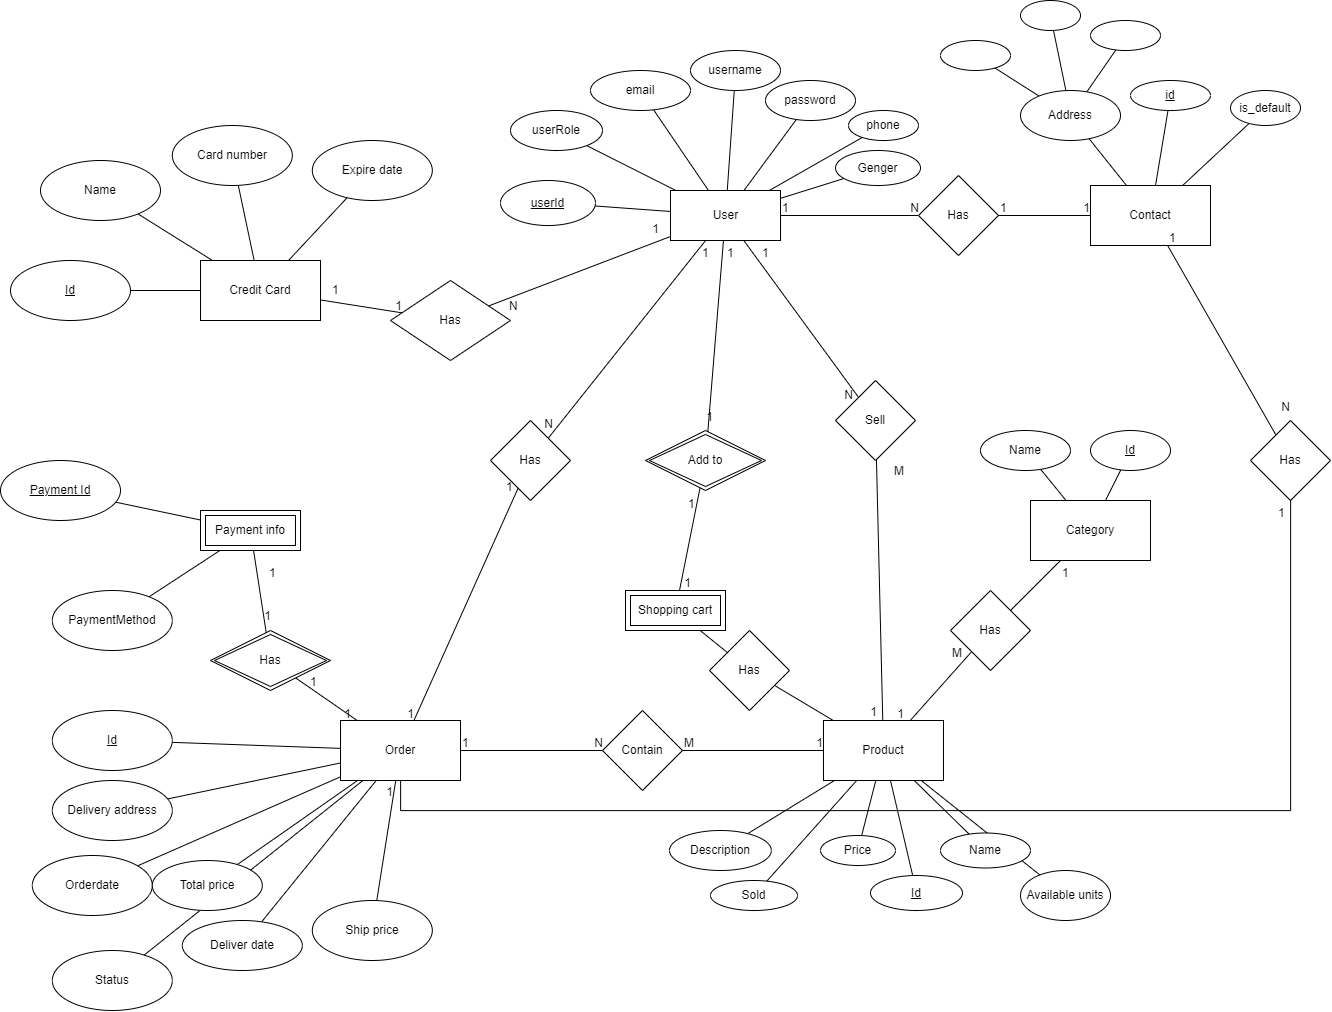 username
email
password
userRole
phone
Genger
userId
User
1
1
1
1
1
N
Has
1
1
Address
id
is_default
Contact
1
Name
Card number
Expire date
Id
Credit Card
1
1
Has
N
N
Has
1
1
1
Add to
1
1
Shopping cart
Has
N
Sell
M
1
Name
Id
Category
1
Has
M
1
N
Has
1
Payment Id
Payment info
PaymentMethod
1
1
Has
1
1
Order
1
N
Contain
M
1
Product
1
Id
Delivery address
Orderdate
Total price
Status
Deliver date
Ship price
Description
Sold
Price
Id
Name
Available units